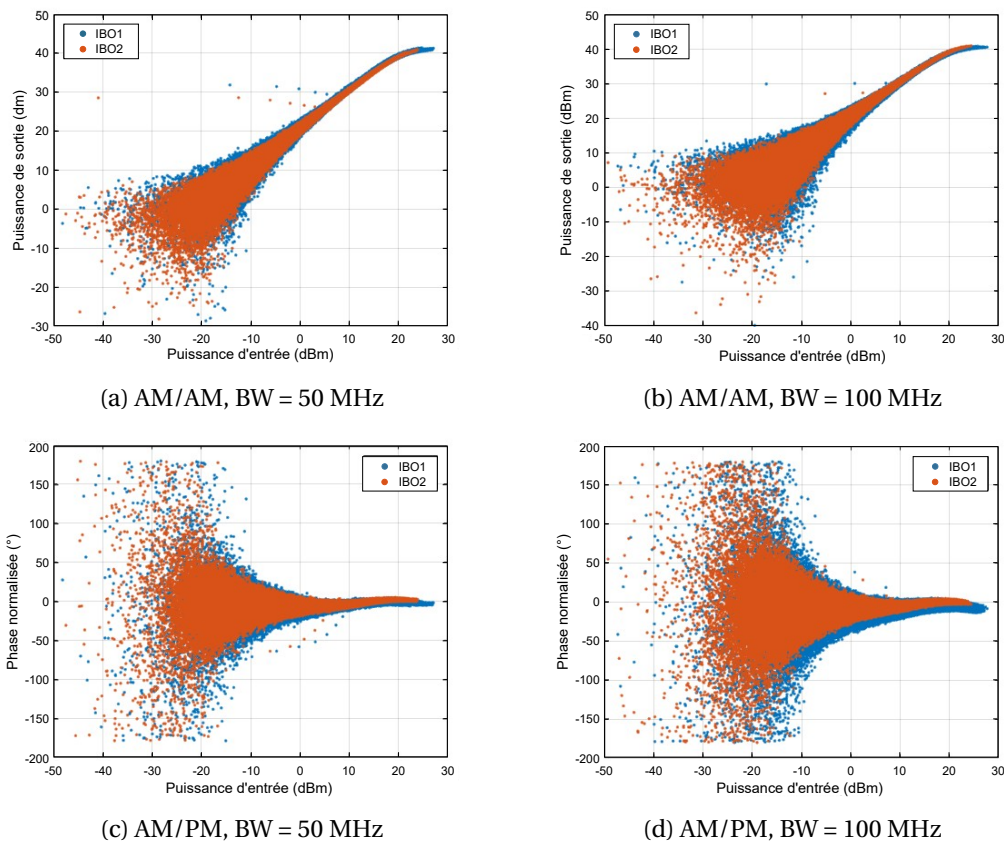 50
40
30
20
10
0
-10
-20
-30
Puissance de sortie (dm)
IBO1
IBO2
-50 -40 -30 -20 -10 0 10 20 30
Puissance d'entrée (dBm)
(a) AM/AM, BW = 50 MHz
50
40
30
20
10
0
-10
-20
-30
-40
Puissance de sortie (dBm)
IBO1
IBO2
-50 -40 -30 -20 -10 0 10 20 30
Puissance d'entrée (dBm)
(b) AM/AM, BW = 100 MHz
200
150
100
50
0
-50
-100
-150
-200
Phase normalisée (°)
IBO1
IBO2
-50 -40 -30 -20 -10 0 10 20 30
Puissance d'entrée (dBm)
(c) AM/PM, BW = 50 MHz
200
150
100
50
0
-50
-100
-150
-200
Phase normalisée (°)
IBO1
IBO2
-50 -40 -30 -20 -10 0 10 20 30
Puissance d'entrée (dBm)
(d) AM/PM, BW = 100 MHz